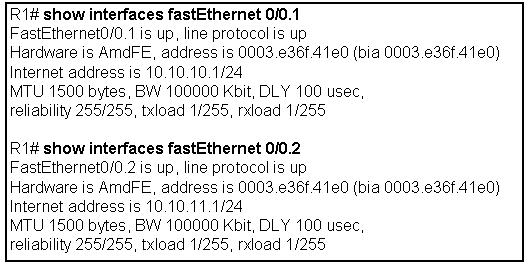 R1# show interfaces fastEthernet 0/0.1
FastEthernet0/0.1 is up, line protocol is up
Hardware is AmdFE, address is 0003.e36f.41e0 (bia 0003.e36f.41e0)
Internet address is 10.10.10.1/24
MTU 1500 bytes, BW 100000 Kbit, DLY 100 usec,
reliability 255/255, txload 1/255, rxload 1/255
R1# show interfaces fastEthernet 0/0.2
FastEthernet0/0.2 is up, line protocol is up
Hardware is AmdFE, address is 0003.e36f.41e0 (bia 0003.e36f.41e0)
Internet address is 10.10.11.1/24
MTU 1500 bytes, BW 100000 Kbit, DLY 100 usec,
reliability 255/255, txload 1/255, rxload 1/255